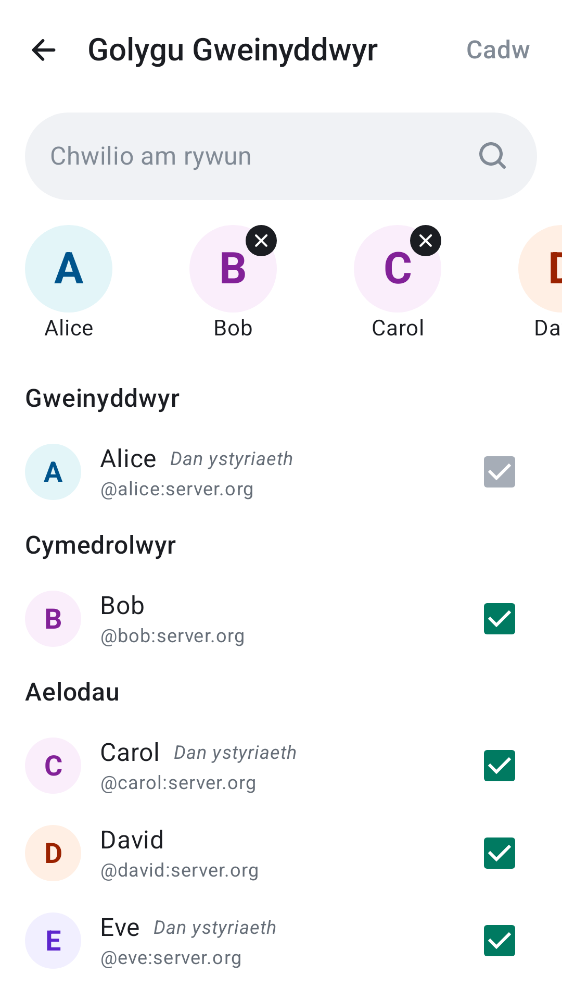 Golygu Gweinyddwyr Cadw
Chwilio am rywun
A B C D
Alice Bob Carol Da
Gweinyddwyr
A Alice Dan ystyriaeth
@alice:server.org
Cymedrolwyr
B Bob
@bob:server.org
Aelodau
C Carol Dan ystyriaeth
@carol:server.org
D David
@david:server.org
E Eve Dan ystyriaeth
@eve:server.org